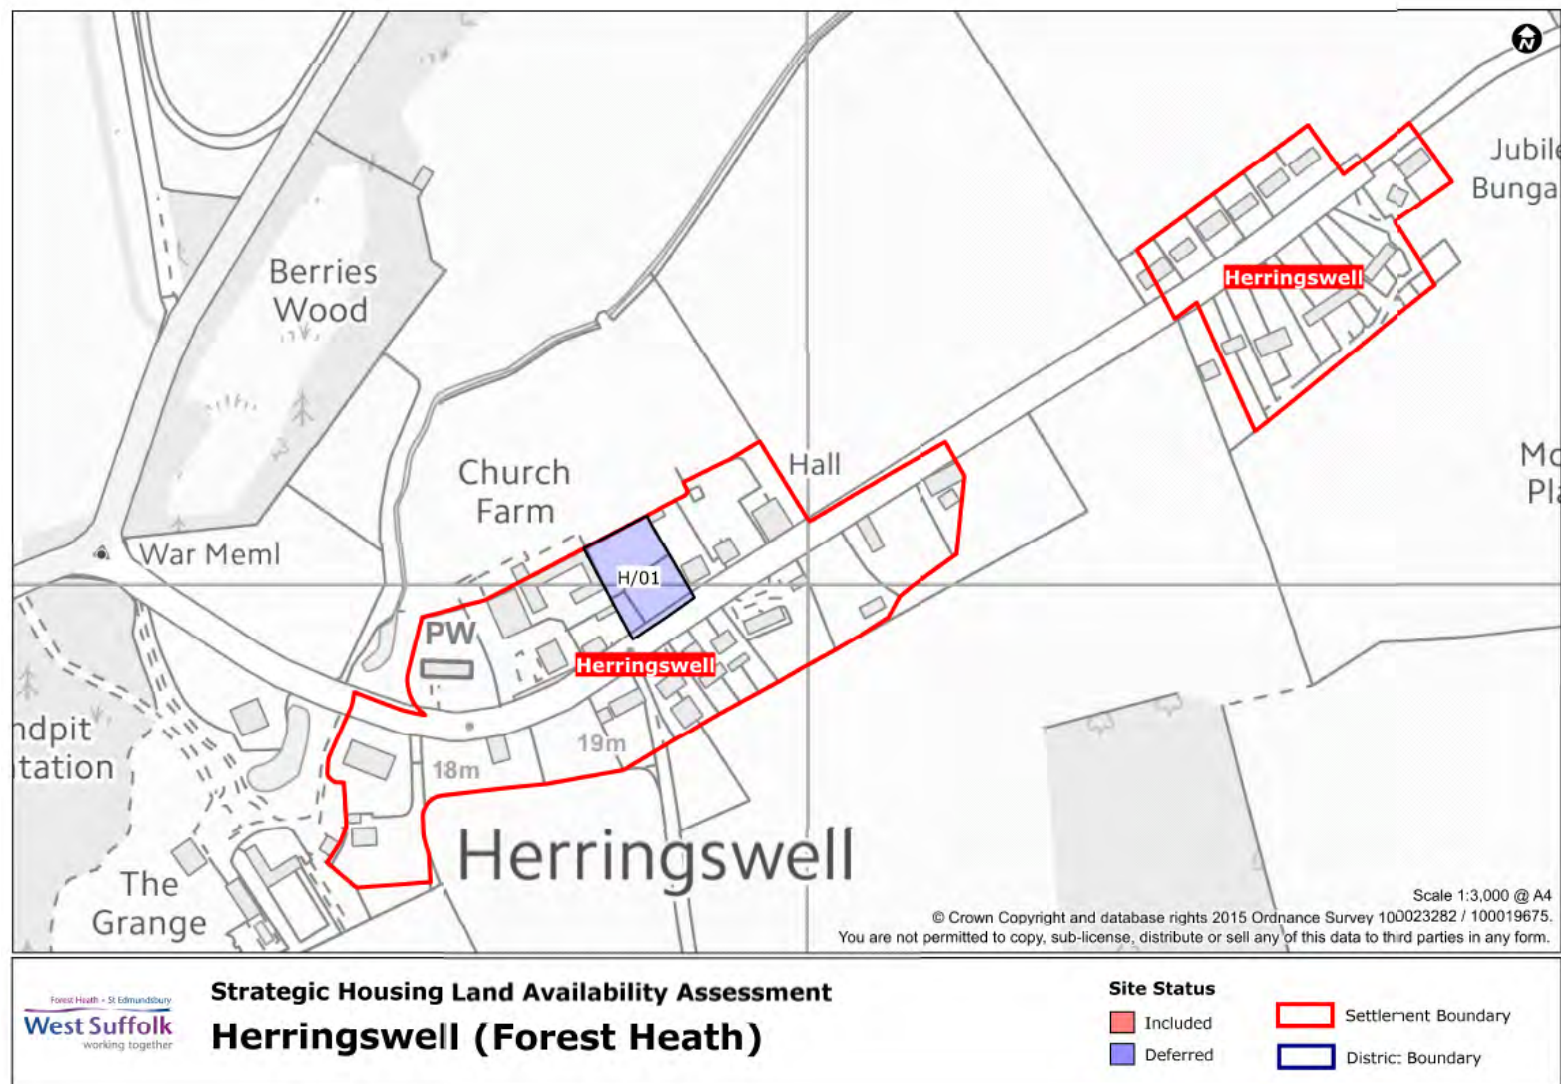 N
Jubile
Bunga
Berries
Wood
Herringswell
Hall
Church
Farm
Mo
Pla
War Meml
H/01
PW
Herringswell
ndpit
tation
19m
18m
Herringswell
The
Grange
Scale 1:3,000 @ A4
© Crown Copyright and database rights 2015 Ordnance Survey 100023282 / 100019675.
You are not permitted to copy, sub-license, distribute or sell any of this data to third parties in any form.
Forest Heath • St Edmundsbury
West Suffolk
working together
Strategic Housing Land Availability Assessment
Herringswell (Forest Heath)
Site Status
Included
Deferred
Settlement Boundary
District Boundary